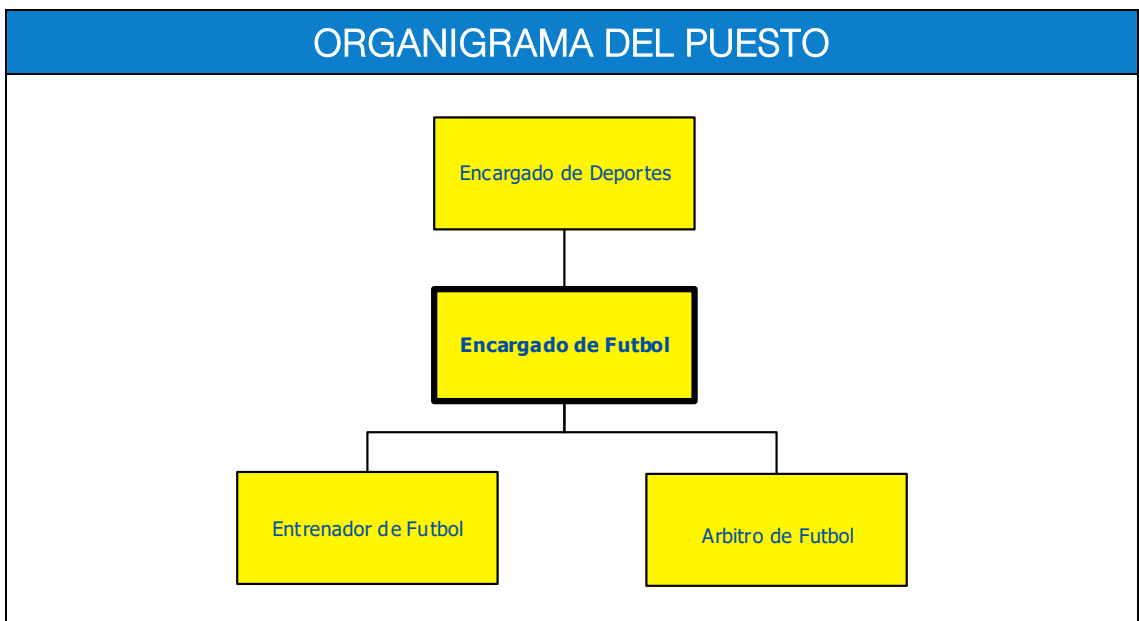 ORGANIGRAMA DEL PUESTO
Encargado de Deportes
Encargado de Futbol
Entrenador de Futbol
Arbitro de Futbol